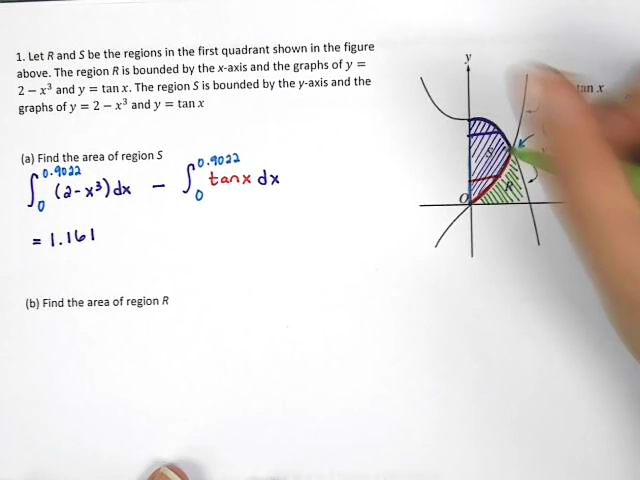 1. Let R and S be the regions in the first quadrant shown in the figure
above. The region R is bounded by the x-axis and the graphs of y =
2 − x³ and y = tan x. The region S is bounded by the y-axis and the
graphs of y = 2 − x³ and y = tan x
y
tan x
(a) Find the area of region S
∫₀^0.9022 (2-x³)dx − ∫₀^0.9022 tanx dx
S
R
O
= 1.161
(b) Find the area of region R